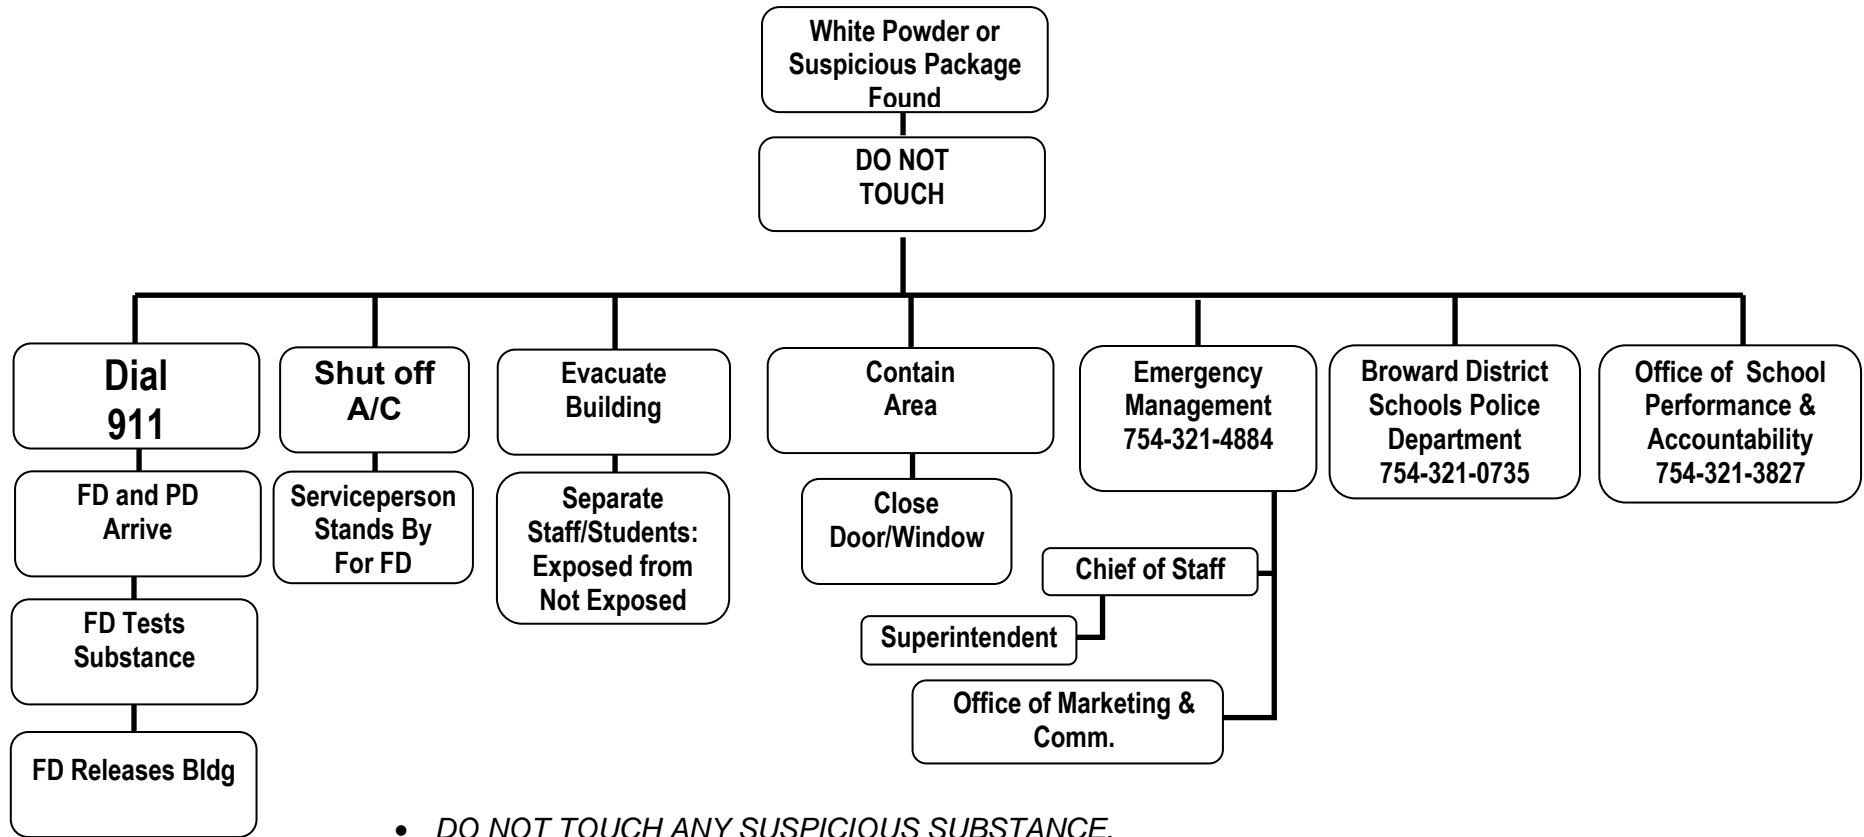 White Powder or
Suspicious Package
Found
DO NOT
TOUCH
Dial
911
FD and PD
Arrive
FD Tests
Substance
FD Releases Bldg
Shut off
A/C
Serviceperson
Stands By
For FD
Evacuate
Building
Separate
Staff/Students:
Exposed from
Not Exposed
Contain
Area
Close
Door/Window
Emergency
Management
754-321-4884
Chief of Staff
Superintendent
Office of Marketing &
Comm.
Broward District
Schools Police
Department
754-321-0735
Office of School
Performance &
Accountability
754-321-3827
• DO NOT TOUCH ANY SUSPICIOUS SUBSTANCE.